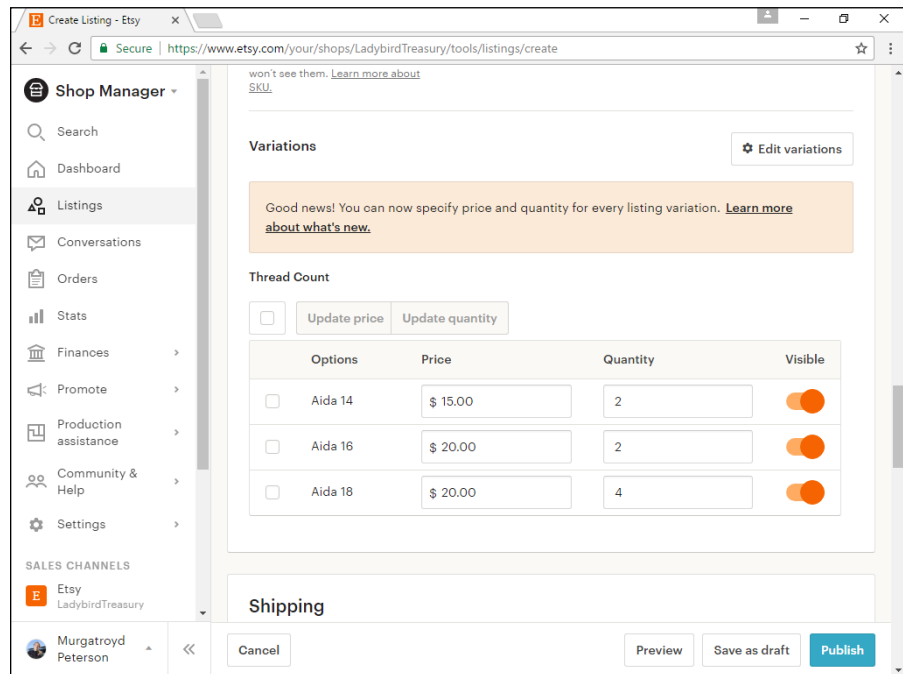 Create Listing - Etsy
Secure | https://www.etsy.com/your/shops/LadybirdTreasury/tools/listings/create
Shop Manager
Search
Dashboard
Listings
Conversations
Orders
Stats
Finances
Promote
Production
assistance
Community &
Help
Settings
SALES CHANNELS
E
Etsy
LadybirdTreasury
Murgatroyd
Peterson
won't see them. Learn more about
SKU.
Variations
Edit variations
Good news! You can now specify price and quantity for every listing variation. Learn more
about what's new.
Thread Count
Update price Update quantity
Options Price Quantity Visible
Aida 14 $ 15.00 2
Aida 16 $ 20.00 2
Aida 18 $ 20.00 4
Shipping
Cancel Preview Save as draft Publish